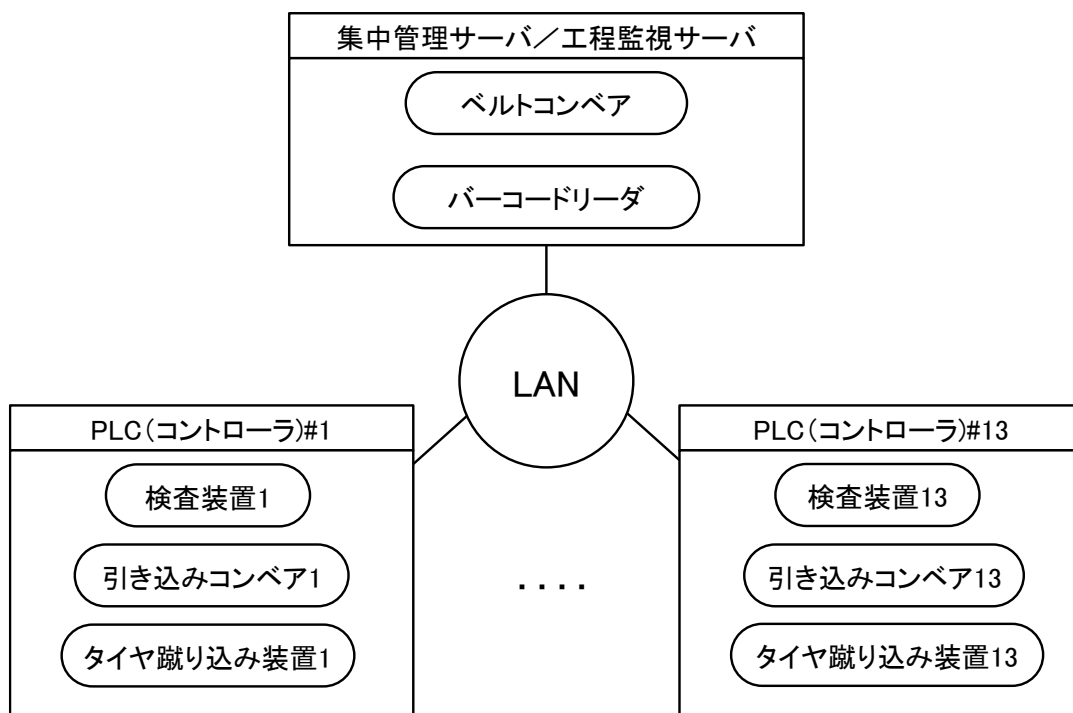 集中管理サーバ／工程監視サーバ
ベルトコンベア
バーコードリーダ
LAN
PLC(コントローラ)#1
検査装置1
引き込みコンベア1
タイヤ蹴り込み装置1
....
PLC(コントローラ)#13
検査装置13
引き込みコンベア13
タイヤ蹴り込み装置13